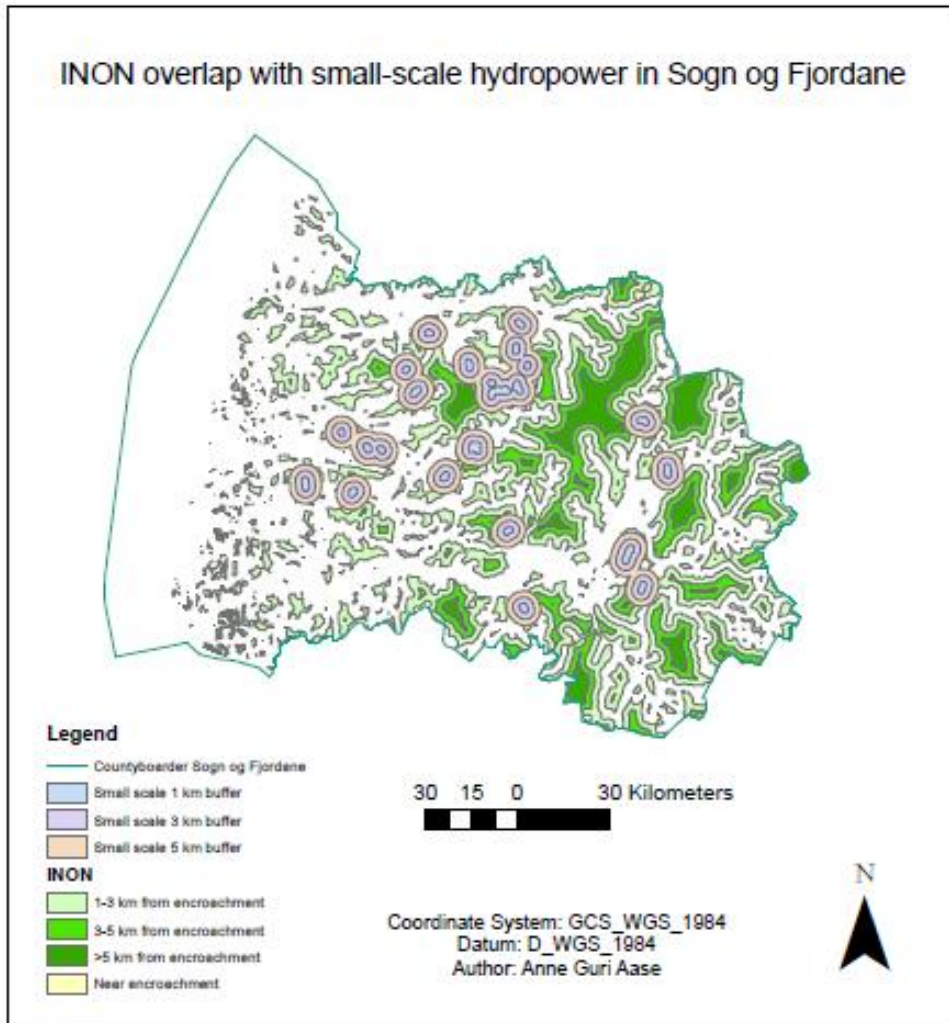 INON overlap with small-scale hydropower in Sogn og Fjordane
Legend
Countyboarder Sogn og Fjordane
Small scale 1 km buffer
Small scale 3 km buffer
Small scale 5 km buffer
INON
1-3 km from encroachment
3-5 km from encroachment
>5 km from encroachment
Near encroachment
30 15 0 30 Kilometers
Coordinate System: GCS_WGS_1984
Datum: D_WGS_1984
Author: Anne Guri Aase
N